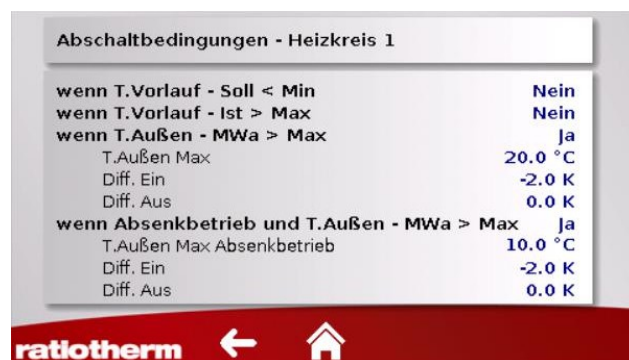 Abschaltbedingungen - Heizkreis 1
wenn T.Vorlauf - Soll < Min Nein
wenn T.Vorlauf - Ist > Max Nein
wenn T.Außen - MWa > Max Ja
T.Außen Max 20.0 °C
Diff. Ein -2.0 K
Diff. Aus 0.0 K
wenn Absenkbetrieb und T.Außen - MWa > Max Ja
T.Außen Max Absenkbetrieb 10.0 °C
Diff. Ein -2.0 K
Diff. Aus 0.0 K
ratiotherm